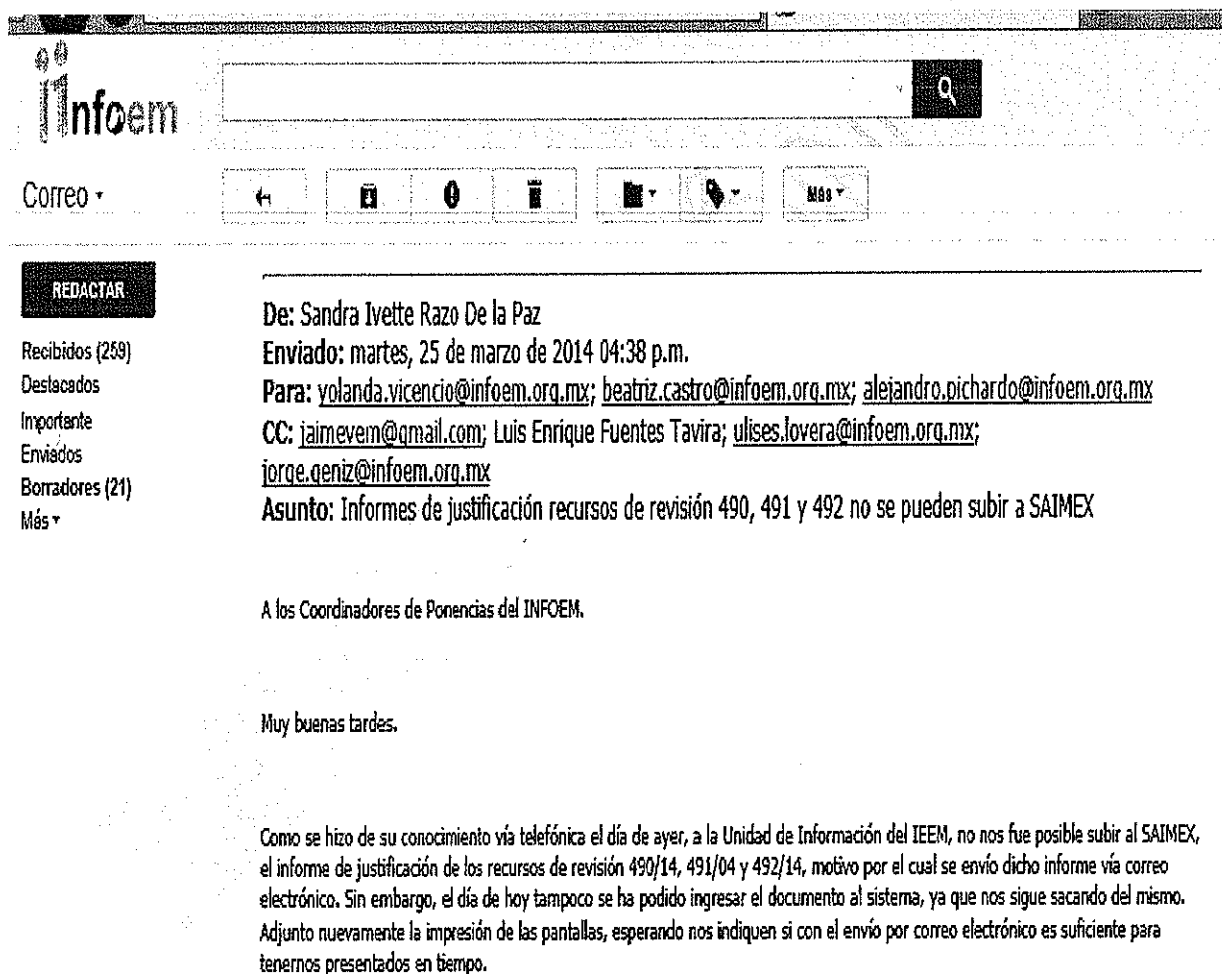 infoem
Correo
Más
REDACTAR
Recibidos (259)
Destacados
Importante
Enviados
Borradores (21)
Más
De: Sandra Ivette Razo De la Paz
Enviado: martes, 25 de marzo de 2014 04:38 p.m.
Para: yolanda.vicencio@infoem.org.mx; beatriz.castro@infoem.org.mx; alejandro.pichardo@infoem.org.mx
CC: jaimevem@gmail.com; Luis Enrique Fuentes Tavira; ulises.lovera@infoem.org.mx;
jorge.geniz@infoem.org.mx
Asunto: Informes de justificación recursos de revisión 490, 491 y 492 no se pueden subir a SAIMEX
A los Coordinadores de Ponencias del INFOEM.
Muy buenas tardes.
Como se hizo de su conocimiento vía telefónica el día de ayer, a la Unidad de Información del IEEM, no nos fue posible subir al SAIMEX,
el informe de justificación de los recursos de revisión 490/14, 491/04 y 492/14, motivo por el cual se envío dicho informe vía correo
electrónico. Sin embargo, el día de hoy tampoco se ha podido ingresar el documento al sistema, ya que nos sigue sacando del mismo.
Adjunto nuevamente la impresión de las pantallas, esperando nos indiquen si con el envío por correo electrónico es suficiente para
tenernos presentados en tiempo.